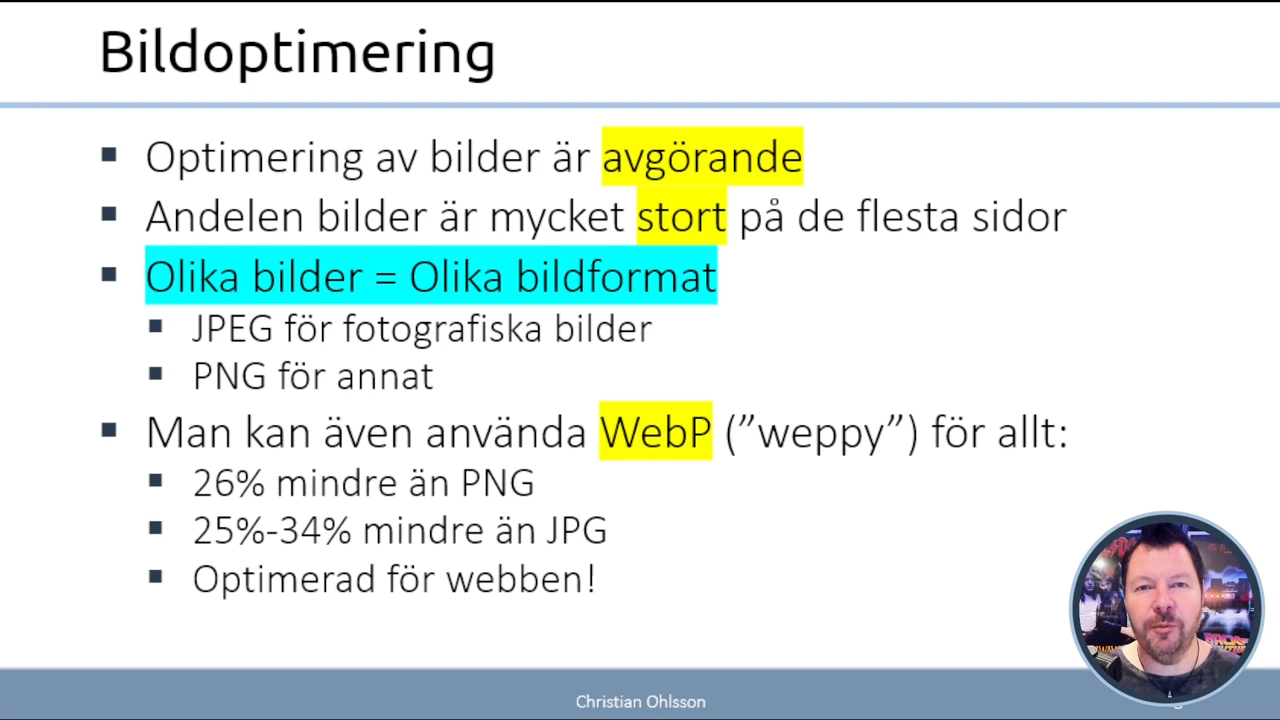 Bildoptimering
Optimering av bilder är avgörande
Andelen bilder är mycket stort på de flesta sidor
Olika bilder = Olika bildformat
JPEG för fotografiska bilder
PNG för annat
Man kan även använda WebP (”weppy”) för allt:
26% mindre än PNG
25%-34% mindre än JPG
Optimerad för webben!
Christian Ohlsson